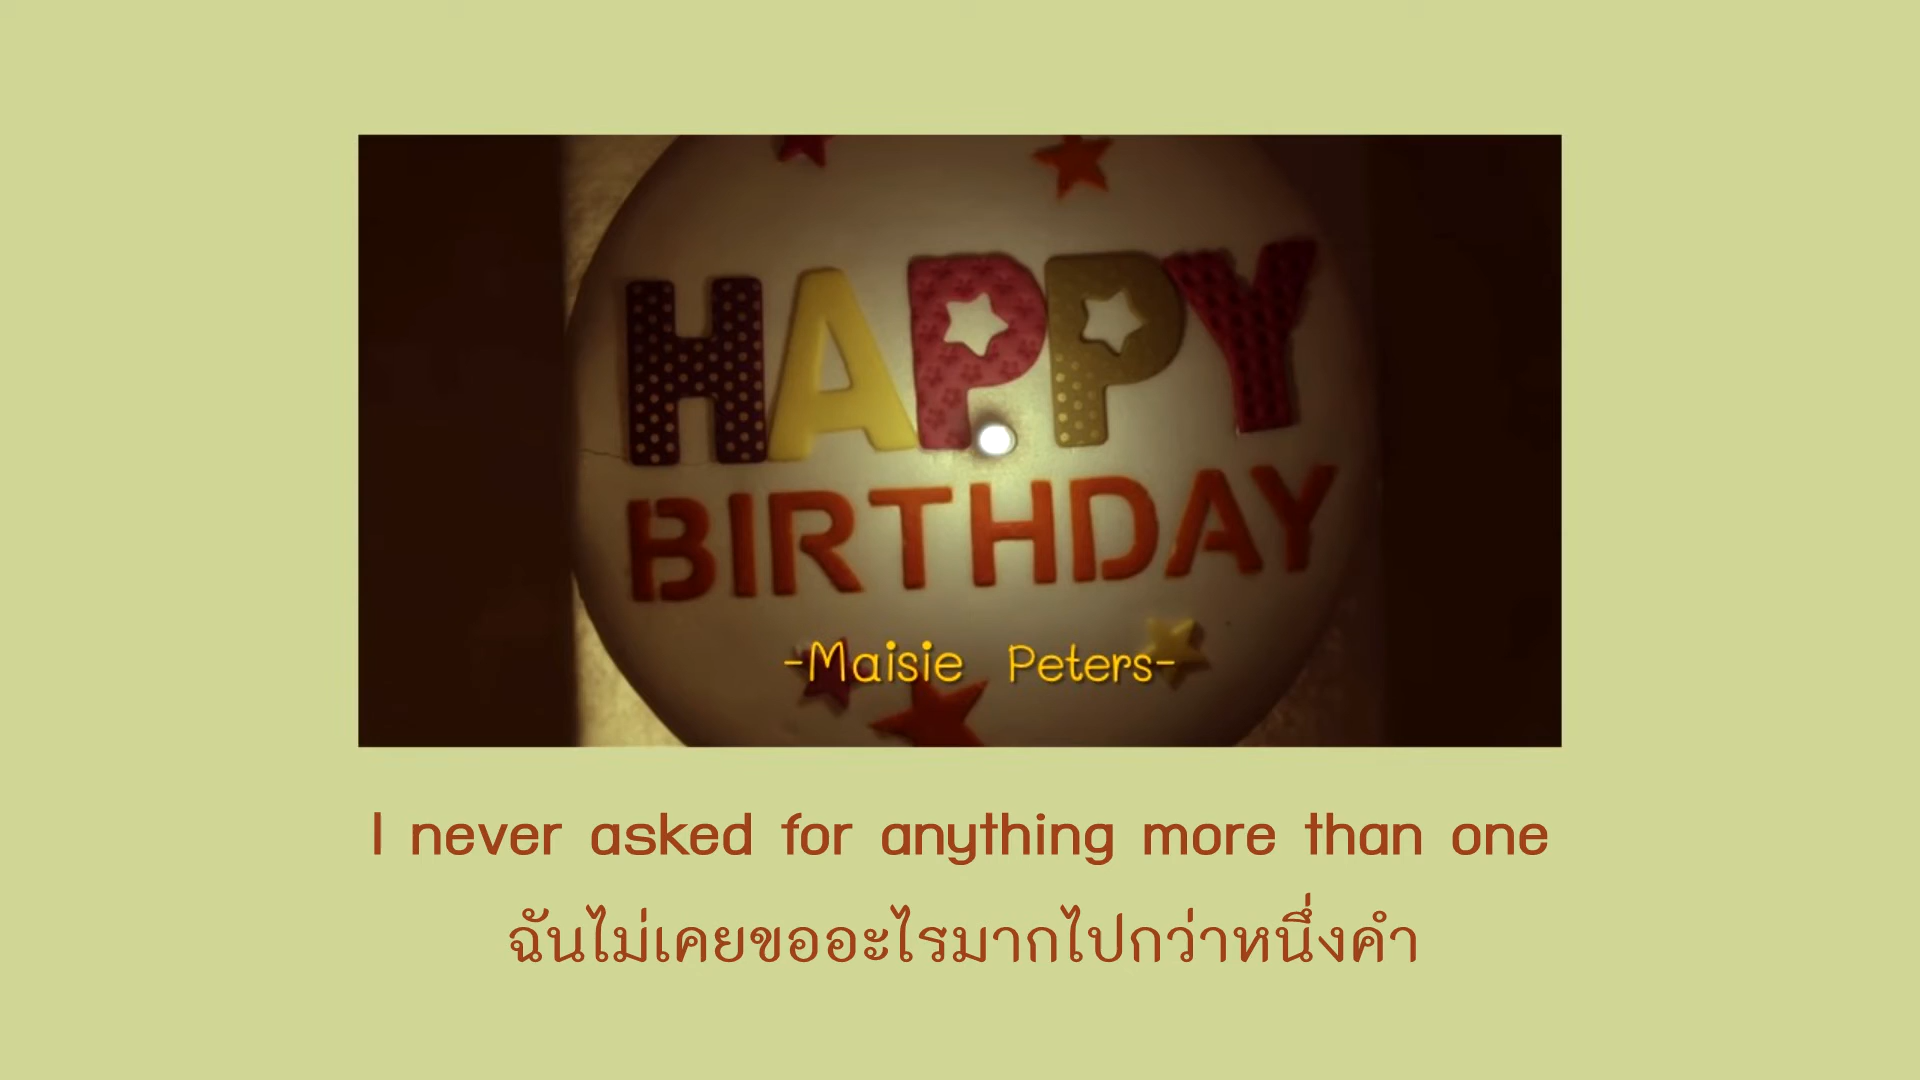 HAPPY
BIRTHDAY
-Maisie Peters-
I never asked for anything more than one
ฉันไม่เคยขออะไรมากไปกว่าหนึ่งคำ